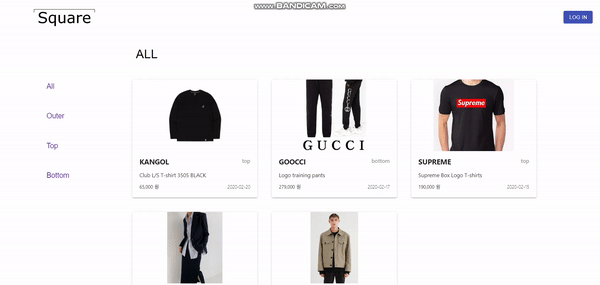 www.BANDICAM.com
Square
LOG IN
ALL
All
Outer
Top
Bottom
GUCCI
Supreme
KANGOL top
Club L/S T-shirt 3505 BLACK
65,000 원 2020-02-20
GOOCCI bottom
Logo training pants
279,000 원 2020-02-17
SUPREME top
Supreme Box Logo T-shirts
190,000 원 2020-02-15